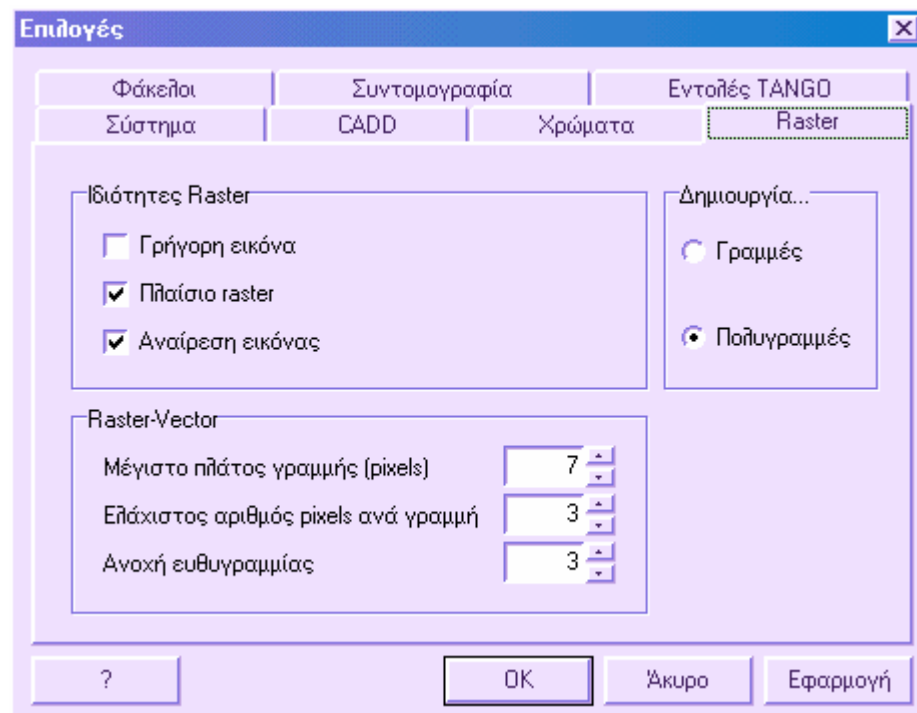 Επιλογές
Φάκελοι
Συντομογραφία
Εντολές TANGO
Σύστημα
CADD
Χρώματα
Raster
Ιδιότητες Raster
Γρήγορη εικόνα
Πλαίσιο raster
Αναίρεση εικόνας
Δημιουργία...
Γραμμές
Πολυγραμμές
Raster-Vector
Μέγιστο πλάτος γραμμής (pixels)
7
Ελάχιστος αριθμός pixels ανά γραμμή
3
Ανοχή ευθυγραμμίας
3
?
OK
Άκυρο
Εφαρμογή